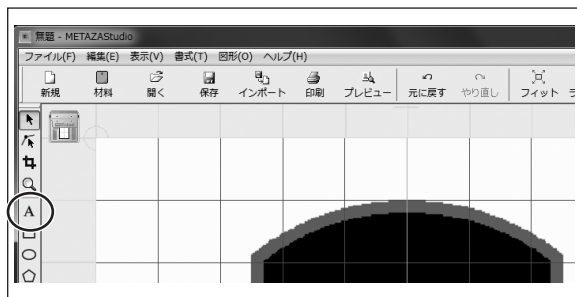 無題 - METAZAStudio
ファイル(F) 編集(E) 表示(V) 書式(T) 図形(O) ヘルプ(H)
新規 材料 開く 保存 インポート 印刷 プレビュー 元に戻す やり直し フィット
A